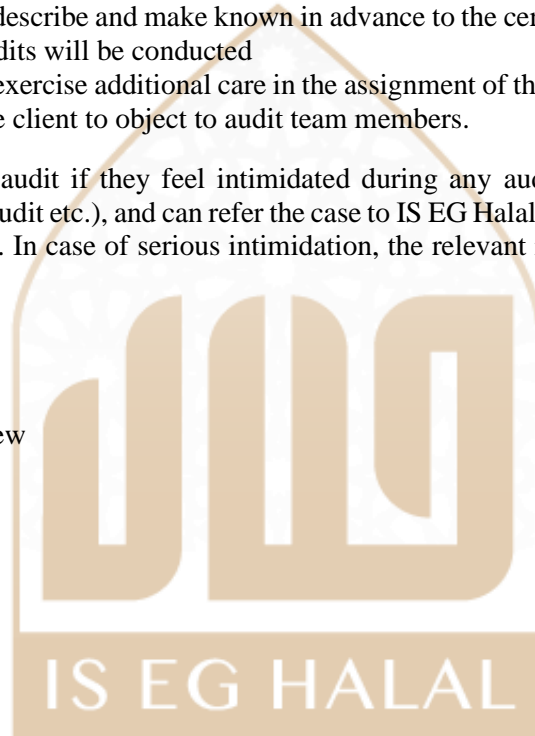 describe and make known in advance to the cer
dits will be conducted
exercise additional care in the assignment of th
e client to object to audit team members.
audit if they feel intimidated during any aud
udit etc.), and can refer the case to IS EG Halal
. In case of serious intimidation, the relevant
ew
حلال
IS EG HALAL